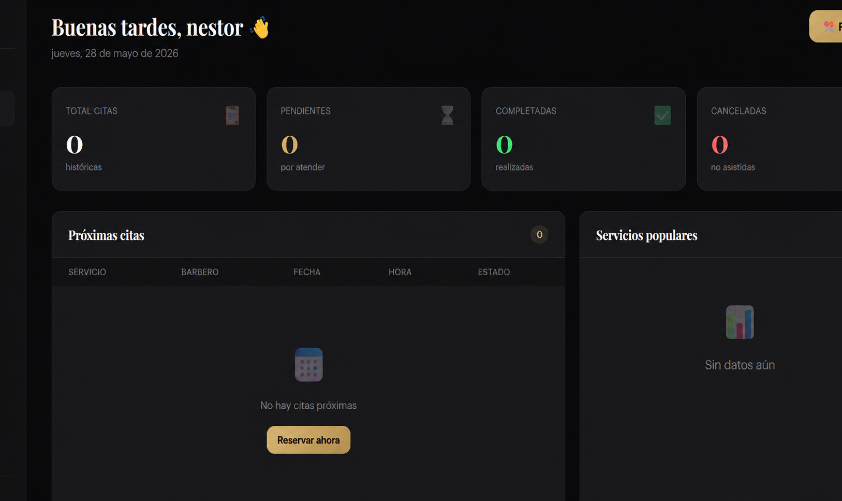 Buenas tardes, nestor 👋
jueves, 28 de mayo de 2026
TOTAL CITAS
0
históricas
PENDIENTES
0
por atender
COMPLETADAS
0
realizadas
CANCELADAS
0
no asistidas
Próximas citas
0
SERVICIO BARBERO FECHA HORA ESTADO
No hay citas próximas
Reservar ahora
Servicios populares
Sin datos aún